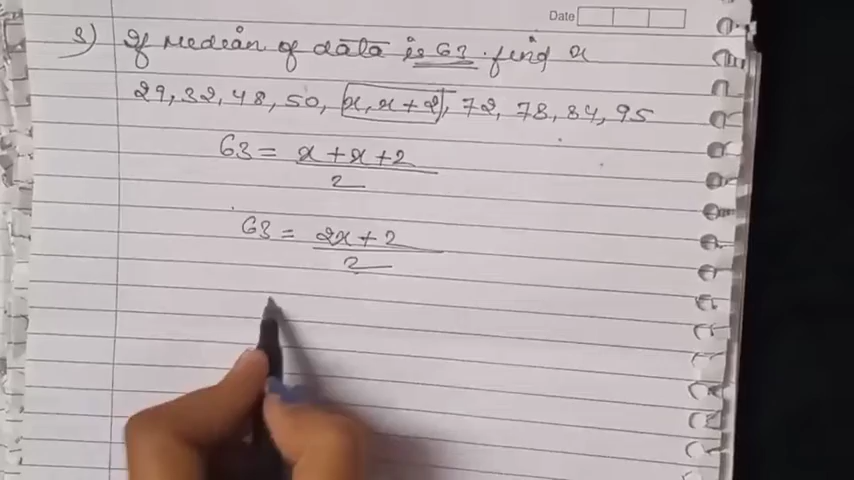 Date
3) If Median of data is 63. find x
29, 32, 48, 50, x, x + 2, 72, 78, 84, 95
63 = x + x + 2 / 2
63 = 2x + 2 / 2